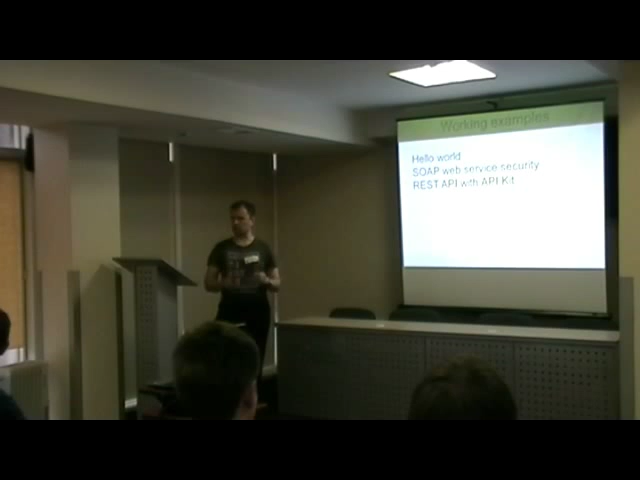 Working examples
Hello world
SOAP web service security
REST API with API Kit